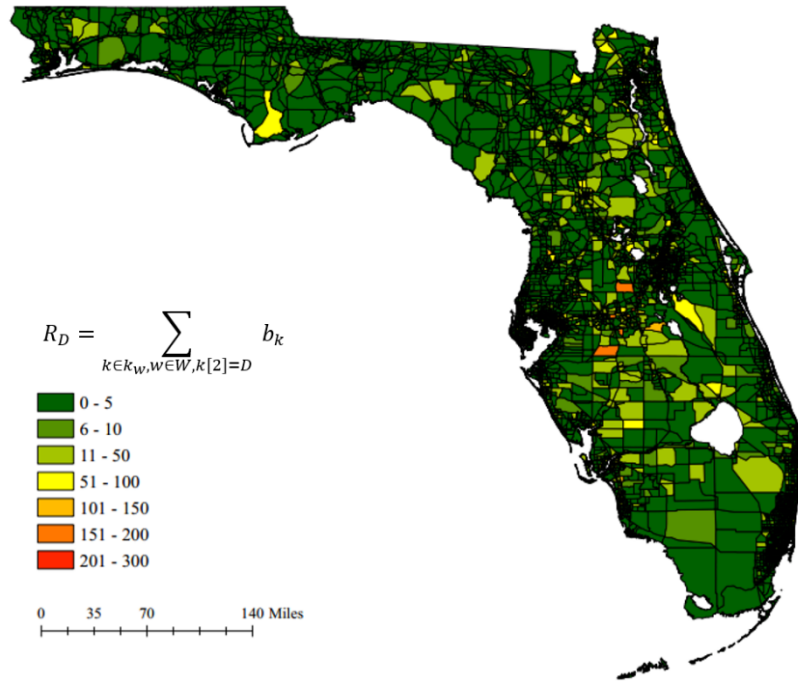 R_D = ∑ b_k
k∈k_w,w∈W,k[2]=D
0 - 5
6 - 10
11 - 50
51 - 100
101 - 150
151 - 200
201 - 300
0 35 70 140 Miles